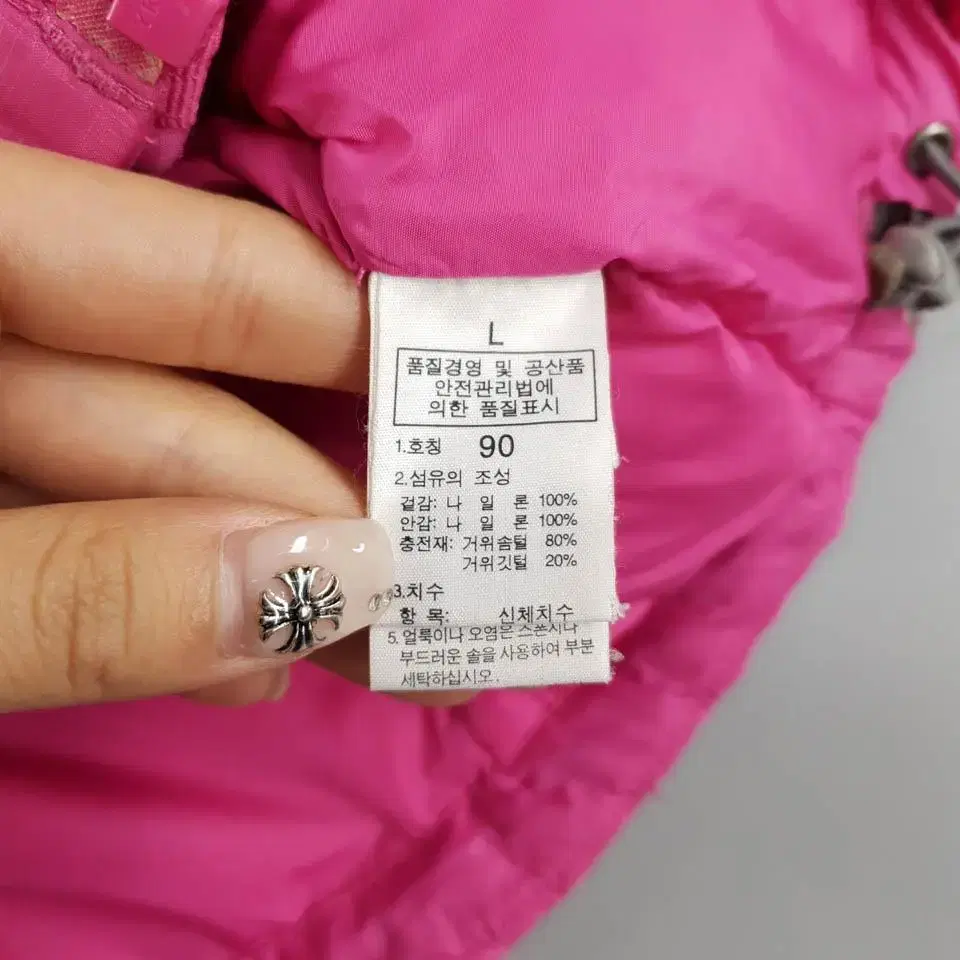 L
품질경영 및 공산품
안전관리법에
의한 품질표시
1.호칭 90
2.섬유의 조성
겉감: 나 일 론 100%
안감: 나 일 론 100%
충전재: 거위솜털 80%
거위깃털 20%
3.치수
항 목: 신체치수
5. 얼룩이나 오염은 스폰지나
부드러운 솔을 사용하여 부분
세탁하십시오.